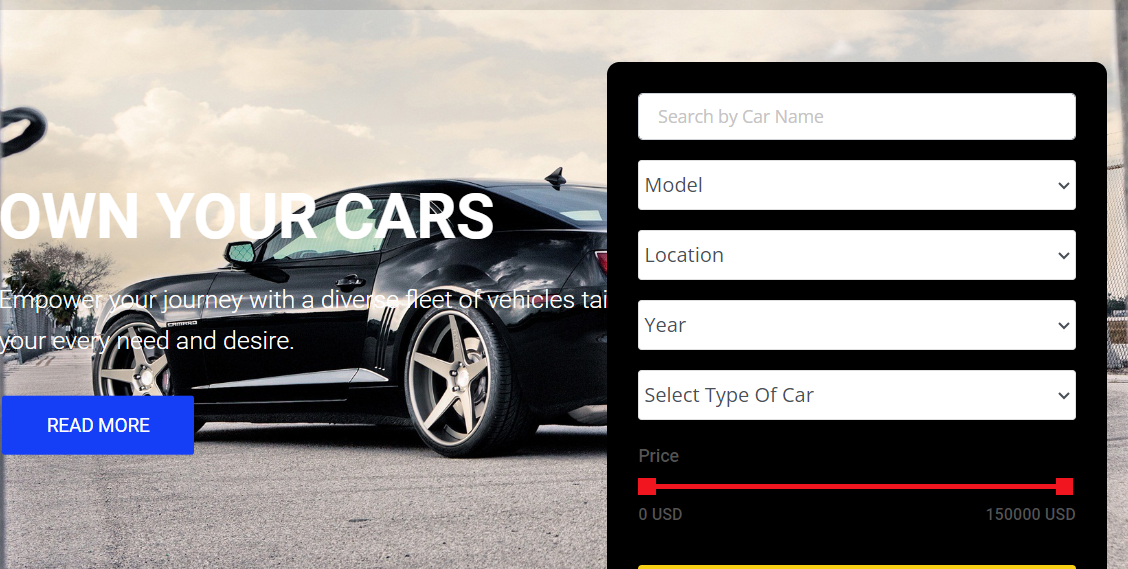 Search by Car Name
Model
OWN YOUR CARS
Location
Empower your journey with a diverse fleet of vehicles tai
your every need and desire.
Year
CAMARO
Select Type Of Car
READ MORE
Price
0 USD
150000 USD